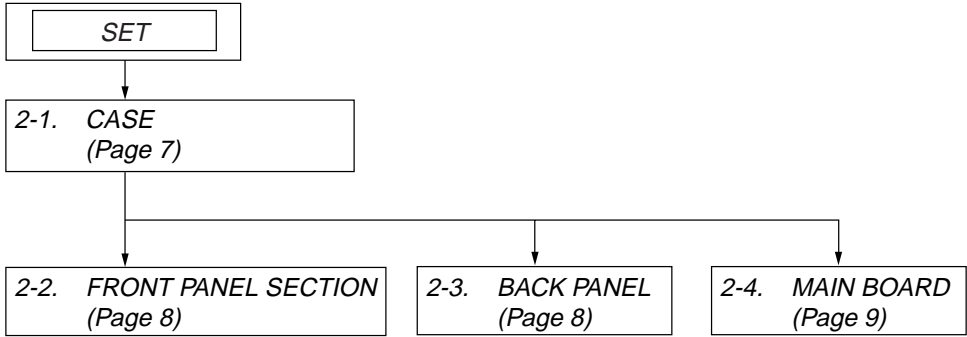 SET
2-1. CASE
(Page 7)
2-2. FRONT PANEL SECTION
(Page 8)
2-3. BACK PANEL
(Page 8)
2-4. MAIN BOARD
(Page 9)